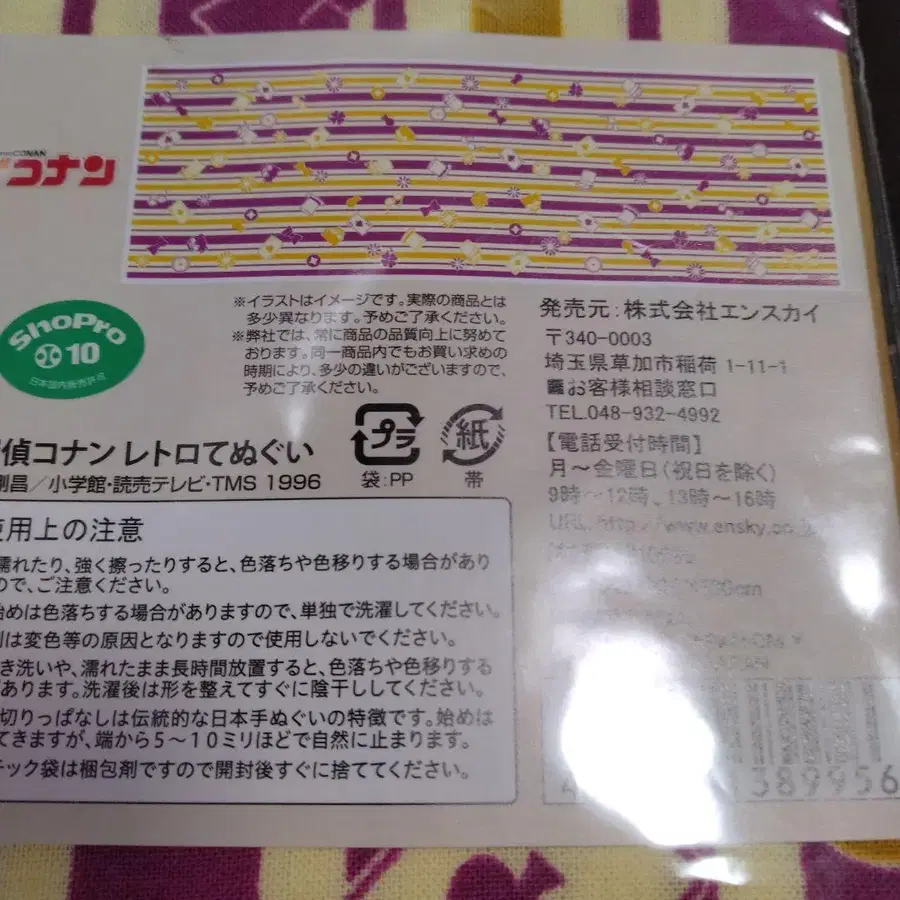 CONAN
コナン
ShoPro
10
日本国内販売許可
※イラストはイメージです。実際の商品とは
多少異なります。予めご了承ください。
※弊社では、常に商品の品質向上に努めて
おります。同一商品内でもお買い求めの
時期により、多少の違いがございますので、
予めご了承ください。
発売元:株式会社エンスカイ
〒340-0003
埼玉県草加市稲荷 1-11-1
■お客様相談窓口
TEL.048-932-4992
【電話受付時間】
月〜金曜日(祝日を除く)
9時〜12時、13時〜16時
URL http://www.ensky.co.jp
プラ
袋:PP
紙
帯
偵コナン レトロてぬぐい
剛昌/小学館・読売テレビ・TMS 1996
使用上の注意
濡れたり、強く擦ったりすると、色落ちや色移りする場合があり
ので、ご注意ください。
始めは色落ちする場合がありますので、単独で洗濯してください。
剤は変色等の原因となりますので使用しないでください。
き洗いや、濡れたまま長時間放置すると、色落ちや色移りする
があります。洗濯後は形を整えてすぐに陰干ししてください。
切りっぱなしは伝統的な日本手ぬぐいの特徴です。始めは
てきますが、端から5〜10ミリほどで自然に止まります。
チック袋は梱包剤ですので開封後すぐに捨ててください。
389956